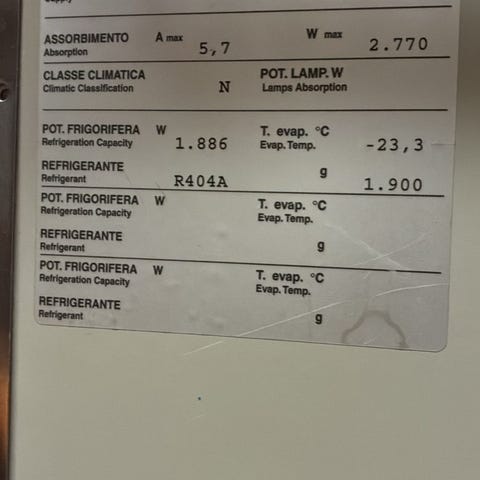 Supply
ASSORBIMENTO A max 5,7 W max 2.770
Absorption
CLASSE CLIMATICA N POT. LAMP. W
Climatic Classification Lamps Absorption
POT. FRIGORIFERA W 1.886 T. evap. °C -23,3
Refrigeration Capacity Evap. Temp.
REFRIGERANTE R404A g 1.900
Refrigerant
POT. FRIGORIFERA W T. evap. °C
Refrigeration Capacity Evap. Temp.
REFRIGERANTE g
Refrigerant
POT. FRIGORIFERA W T. evap. °C
Refrigeration Capacity Evap. Temp.
REFRIGERANTE g
Refrigerant